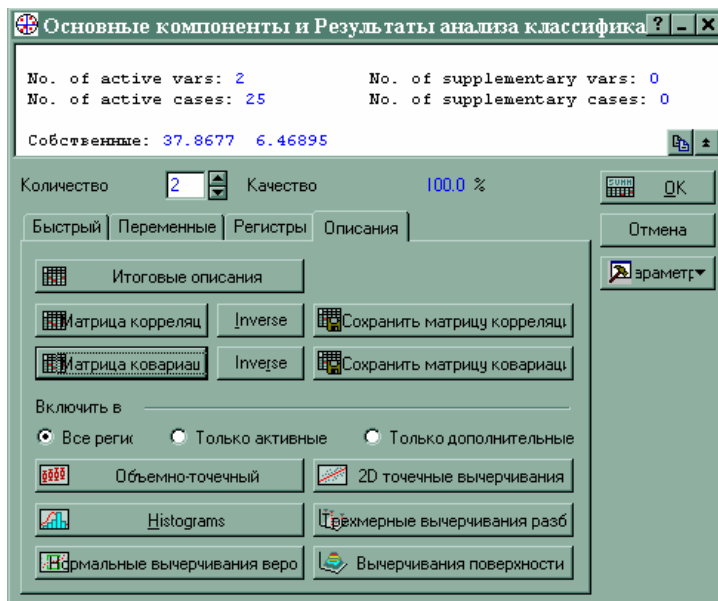 Основные компоненты и Результаты анализа классифика ? _ X
No. of active vars: 2 No. of supplementary vars: 0
No. of active cases: 25 No. of supplementary cases: 0
Собственные: 37.8677 6.46895
Количество 2 Качество 100.0 %
OK
Отмена
араметр
Быстрый Переменные Регистры Описания
Итоговые описания
Матрица корреляц Inverse Сохранить матрицу корреляци
Матрица ковариац Inverse Сохранить матрицу ковариаци
Включить в
Все регис Только активные Только дополнительные
Объемно-точечный 2D точечные вычерчивания
Histograms Трехмерные вычерчивания разб
Нормальные вычерчивания веро Вычерчивания поверхности